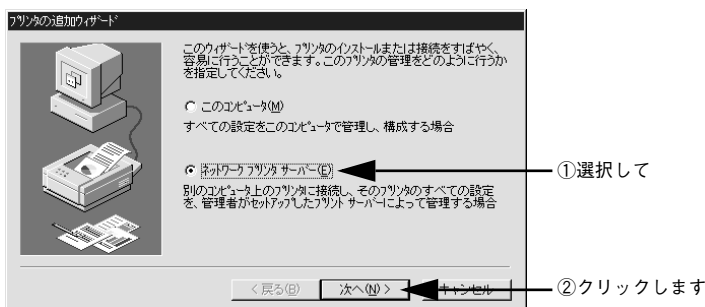 プリンタの追加ウィザード
このウィザードを使うと、プリンタのインストールまたは接続をすばやく、
容易に行うことができます。このプリンタの管理をどのように行うか
を指定してください。
このコンピュータ(M)
すべての設定をこのコンピュータで管理し、構成する場合
ネットワーク プリンタ サーバー(E)
①選択して
別のコンピュータ上のプリンタに接続し、そのプリンタのすべての設定
を、管理者がセットアップしたプリント サーバーによって管理する場合
< 戻る(B)
次へ(N) >
キャンセル
②クリックします